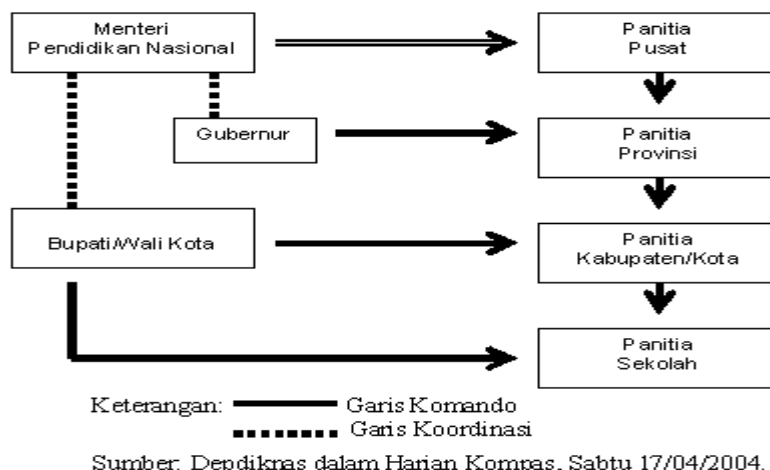 Menteri
Pendidikan Nasional
Panitia
Pusat
Gubernur
Panitia
Provinsi
Bupati/Wali Kota
Panitia
Kabupaten/Kota
Panitia
Sekolah
Keterangan: Garis Komando
Garis Koordinasi
Sumber: Depdiknas dalam Harian Kompas, Sabtu 17/04/2004.